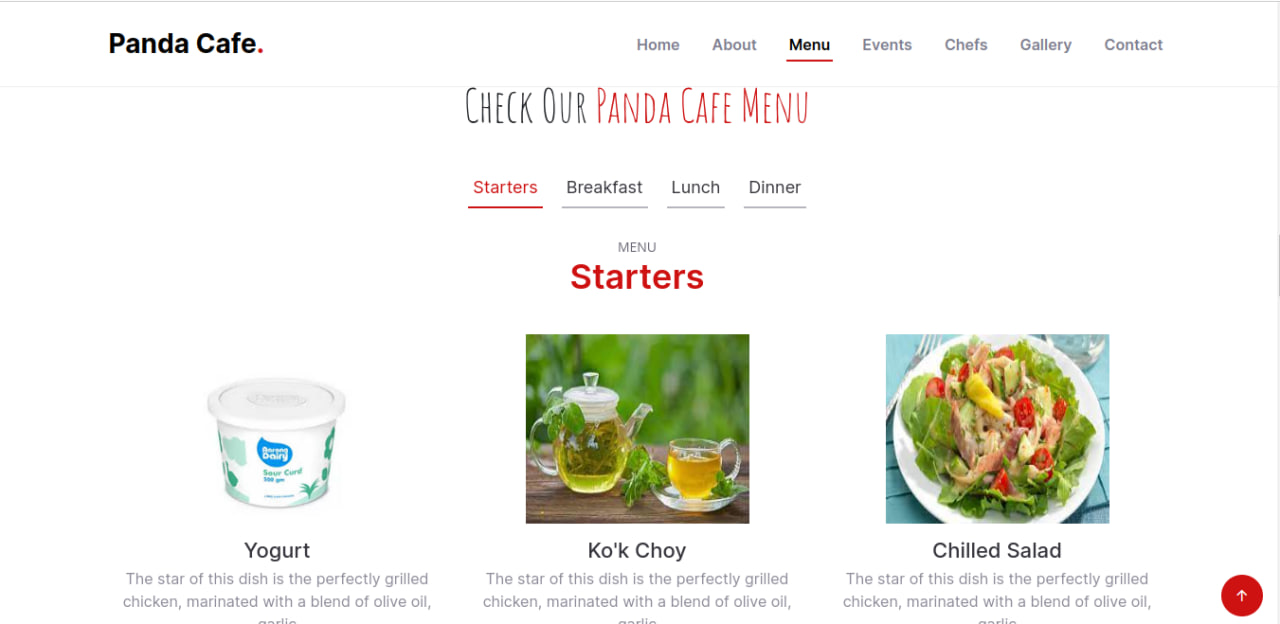 Panda Cafe.
Home About Menu Events Chefs Gallery Contact
Check Our Panda Cafe Menu
Starters Breakfast Lunch Dinner
MENU
Starters
Dairy
Sour Curd
500 gm
Yogurt
The star of this dish is the perfectly grilled
chicken, marinated with a blend of olive oil,
garlic
Ko'k Choy
The star of this dish is the perfectly grilled
chicken, marinated with a blend of olive oil,
garlic
Chilled Salad
The star of this dish is the perfectly grilled
chicken, marinated with a blend of olive oil,
garlic